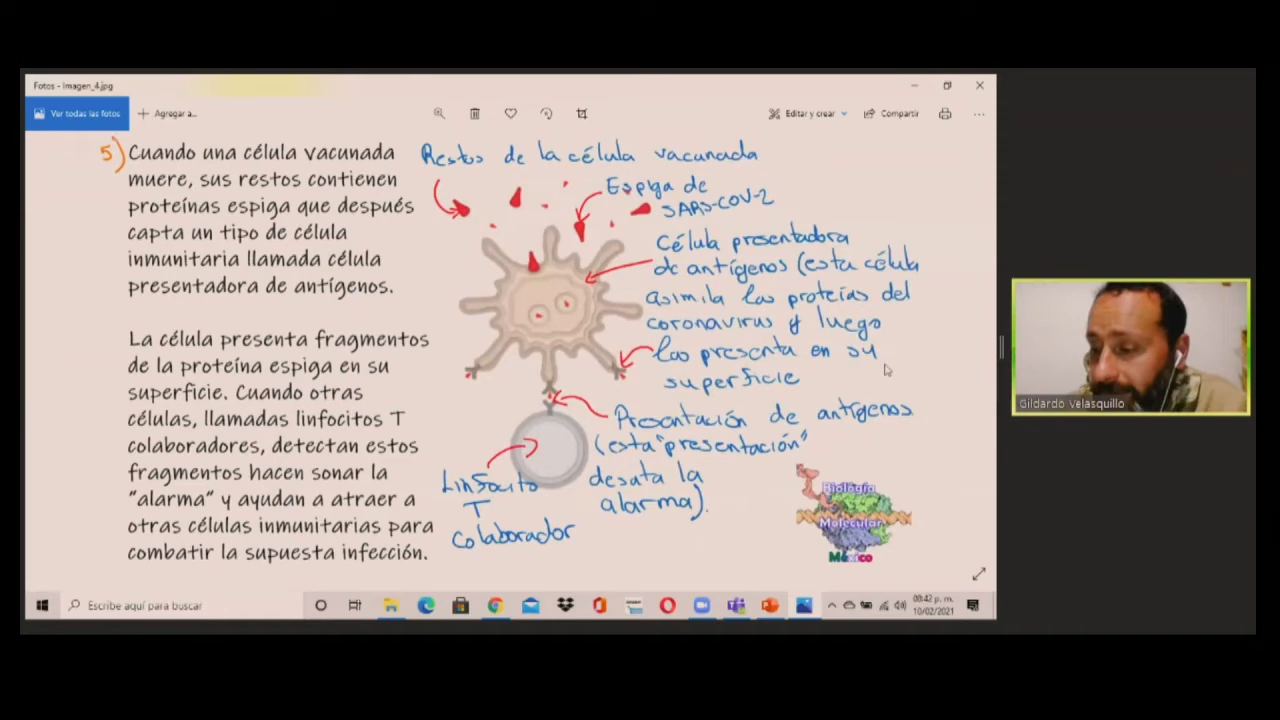 Fotos - Imagen_4.jpg
Ver todas las fotos
Agregar a...
Editar y crear
Compartir
5)
Cuando una célula vacunada
muere, sus restos contienen
proteínas espiga que después
capta un tipo de célula
inmunitaria llamada célula
presentadora de antígenos.
La célula presenta fragmentos
de la proteína espiga en su
superficie. Cuando otras
células, llamadas linfocitos T
colaboradores, detectan estos
fragmentos hacen sonar la
"alarma" y ayudan a atraer a
otras células inmunitarias para
combatir la supuesta infección.
Restos de la célula vacunada
Espiga de
SARS-COV-2
Célula presentadora
de antígenos (esta célula
asimila las proteías del
coronavirus y luego
las presenta en su
superficie
Presentación de antígenos
(esta "presentación"
desata la
alarma).
Linfocito
T
colaborador
Biología
Molecular
México
Gildardo Velasquillo
Escribe aquí para buscar
08:42 p. m.
10/02/2021